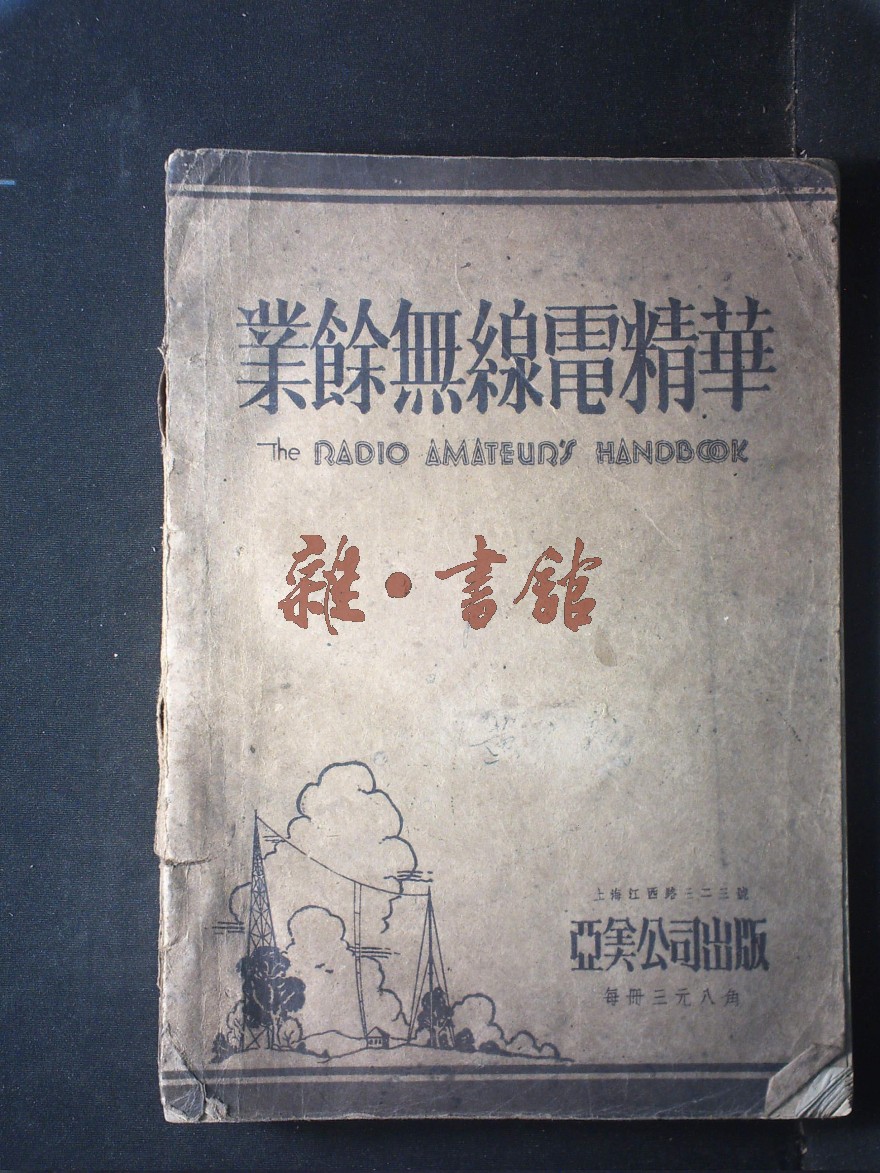 業餘無線電精華
The RADIO AMATEUR'S HANDBOOK
雜·書館
上海江西路三二三號
亞美公司出版
每冊三元八角